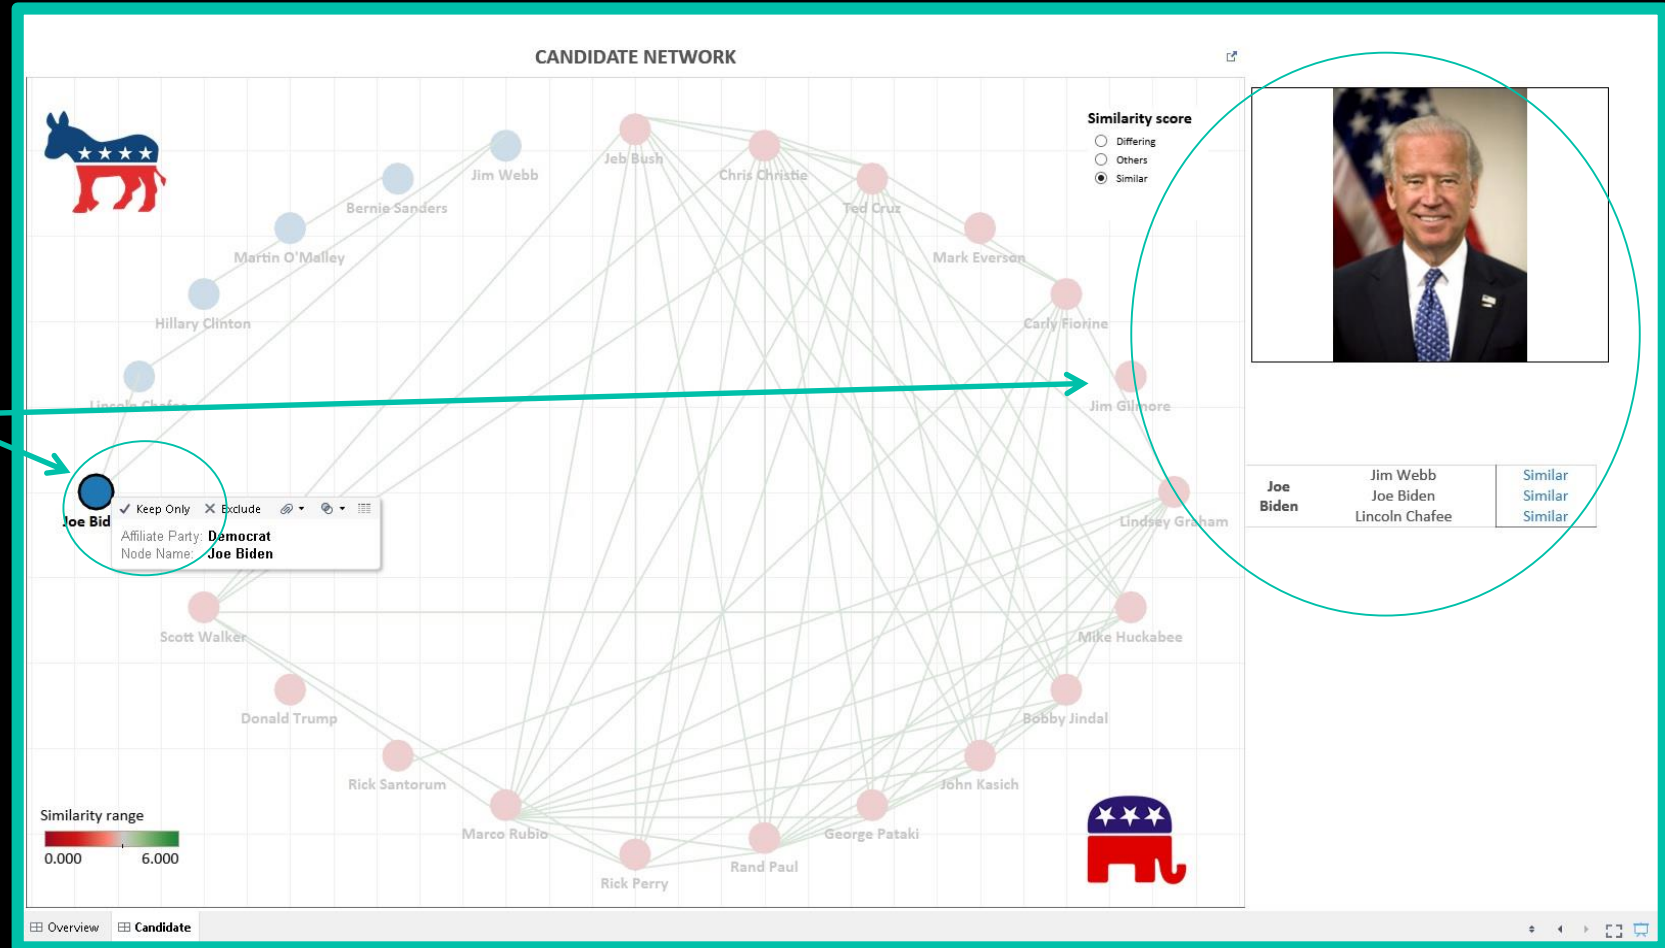 CANDIDATE NETWORK
Similarity score
Differing
Others
Similar
Jeb Bush
Chris Christie
Jim Webb
Ted Cruz
Bernie Sanders
Mark Everson
Martin O'Malley
Carly Fiorine
Hillary Clinton
Jim Gilmore
Lincoln Chafee
Lindsey Graham
Joe Bid
Keep Only
Exclude
Affiliate Party: Democrat
Node Name: Joe Biden
Joe
Biden
Jim Webb Similar
Joe Biden Similar
Lincoln Chafee Similar
Scott Walker
Mike Huckabee
Donald Trump
Bobby Jindal
Rick Santorum
John Kasich
Marco Rubio
George Pataki
Rand Paul
Rick Perry
Similarity range
0.000 6.000
Overview Candidate